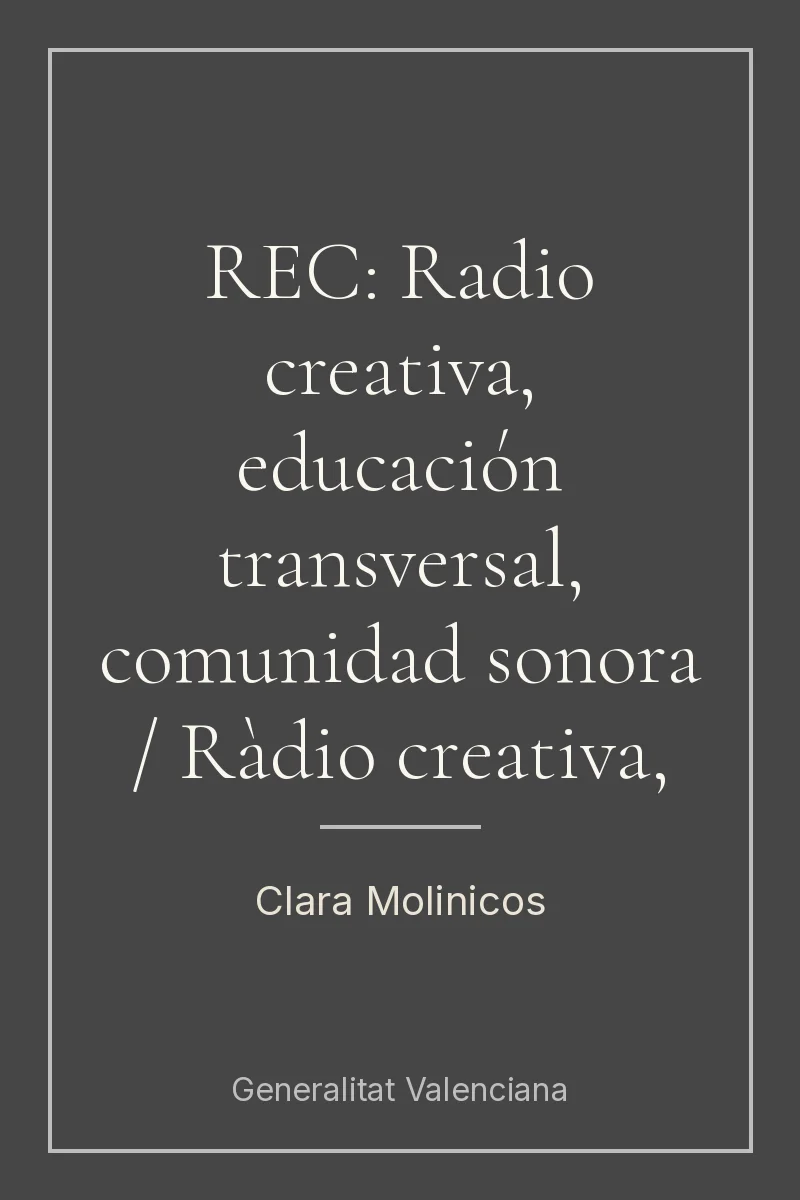 REC: Radio
creativa,
educación
transversal,
comunidad sonora
/ Ràdio creativa,
Clara Molinicos
Generalitat Valenciana